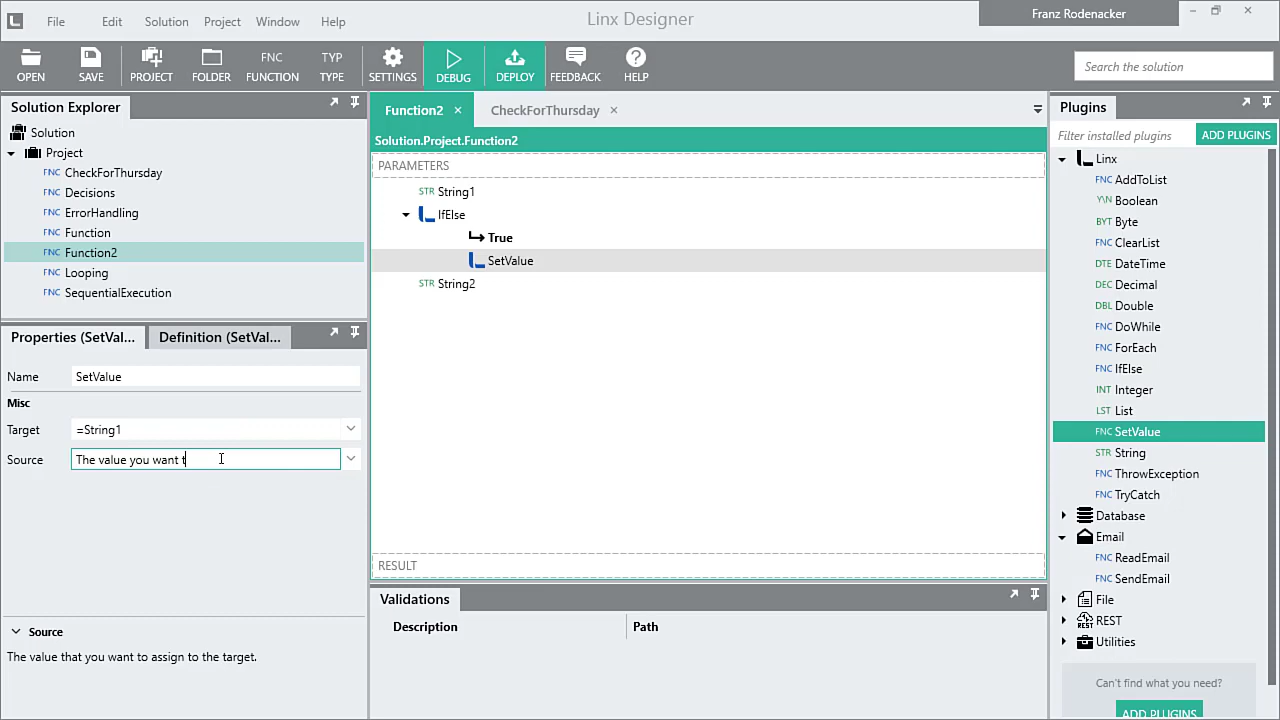 File Edit Solution Project Window Help
Linx Designer
Franz Rodenacker
OPEN SAVE PROJECT FOLDER FUNCTION TYPE SETTINGS DEBUG DEPLOY FEEDBACK HELP
FNC TYP
Search the solution
Solution Explorer
Solution
Project
FNC CheckForThursday
FNC Decisions
FNC ErrorHandling
FNC Function
FNC Function2
FNC Looping
FNC SequentialExecution
Properties (SetVal...
Definition (SetVal...
Name SetValue
Misc
Target =String1
Source The value you want t
Source
The value that you want to assign to the target.
Function2
CheckForThursday
Solution.Project.Function2
PARAMETERS
STR String1
IfElse
True
SetValue
STR String2
RESULT
Validations
Description Path
Plugins
Filter installed plugins
ADD PLUGINS
Linx
FNC AddToList
Y\N Boolean
BYT Byte
FNC ClearList
DTE DateTime
DEC Decimal
DBL Double
FNC DoWhile
FNC ForEach
FNC IfElse
INT Integer
LST List
FNC SetValue
STR String
FNC ThrowException
FNC TryCatch
Database
Email
FNC ReadEmail
FNC SendEmail
File
REST REST
Utilities
Can't find what you need?
ADD PLUGINS